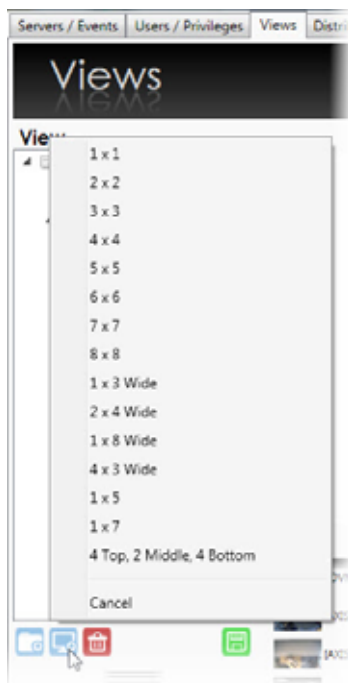 Servers / Events Users / Privileges Views Distri
Views
View
1 x 1
2 x 2
3 x 3
4 x 4
5 x 5
6 x 6
7 x 7
8 x 8
1 x 3 Wide
2 x 4 Wide
1 x 8 Wide
4 x 3 Wide
1 x 5
1 x 7
4 Top, 2 Middle, 4 Bottom
Cancel